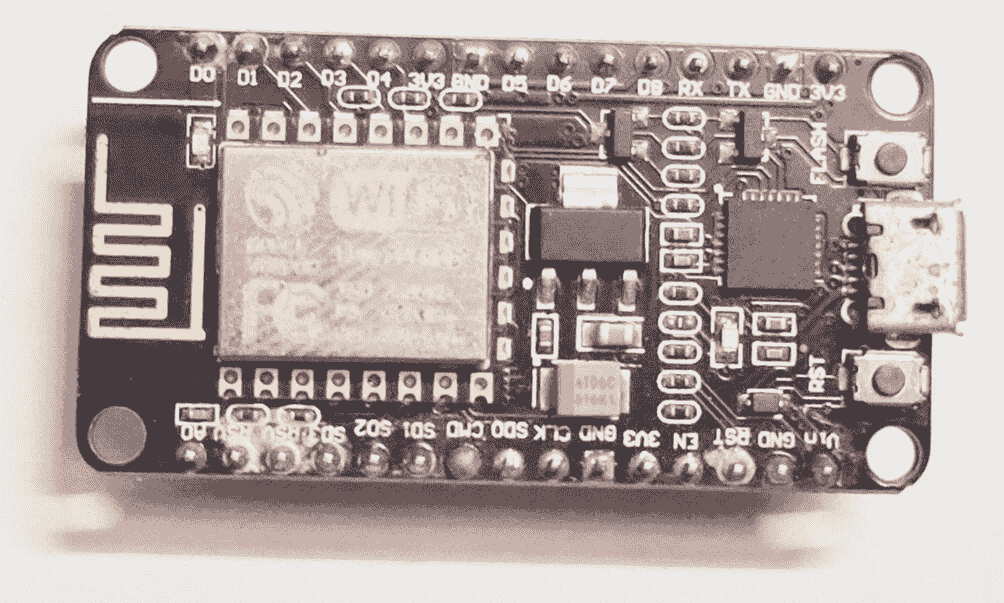 D0 D1 D2 D3 D4 3V3 GND D5 D6 D7 D8 RX TX GND 3V3
FLASH
RST
A0 RSV RSV SD3 SD2 SD1 CMD SD0 CLK GND 3V3 EN RST GND Vin